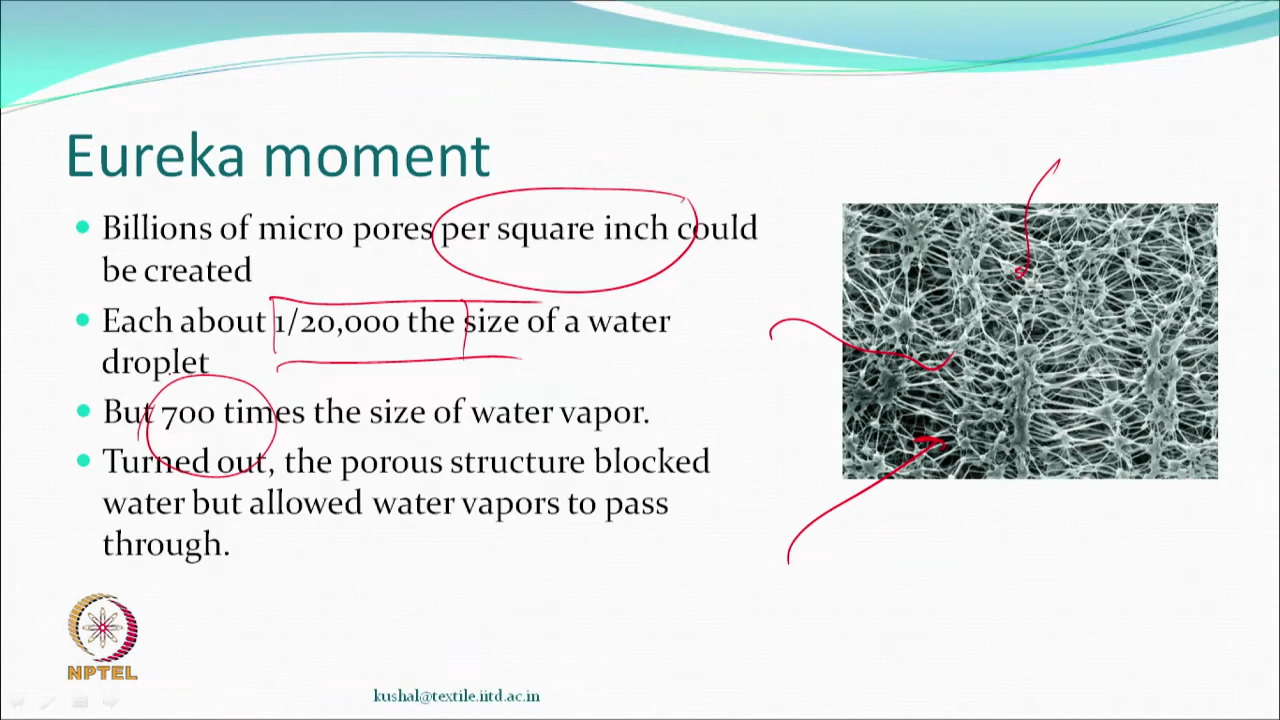 Eureka moment
Billions of micro pores per square inch could
be created
Each about 1/20,000 the size of a water
droplet
But 700 times the size of water vapor.
Turned out, the porous structure blocked
water but allowed water vapors to pass
through.
NPTEL
kushal@textile.iitd.ac.in